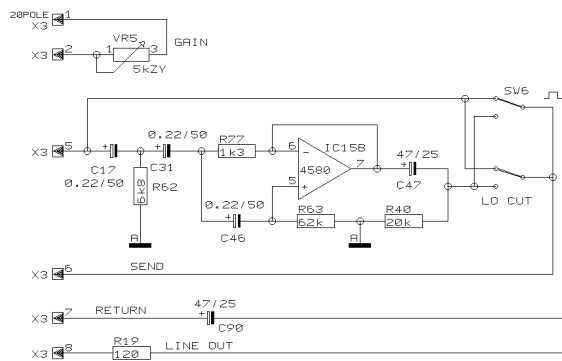 20POLE 1
X3
VR5
GAIN
X3 2
1 3
5kZY
SW6
0.22/50
R77
IC15B
X3 5
1k3
6 -
4580 7
47/25
C17
C31
5 +
C47
0.22/50
6k8
R62
0.22/50
R63
R40
LO CUT
62k
20k
C46
A
A
SEND
X3 6
47/25
X3 7
RETURN
C90
R19
LINE OUT
X3 8
120